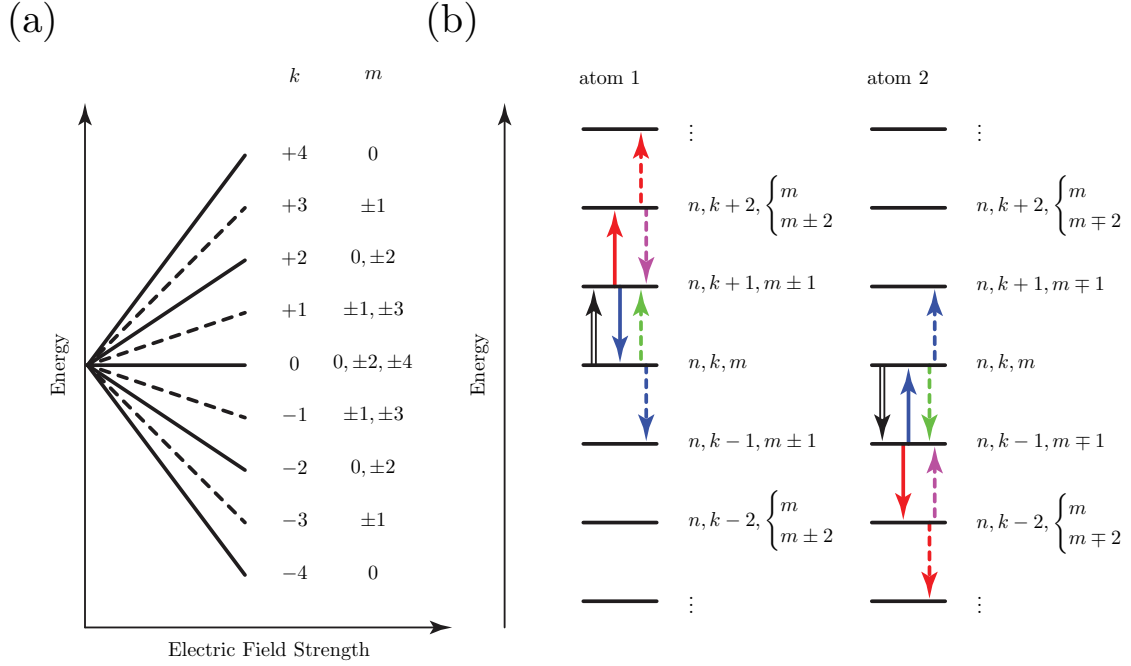 (a)
k m
+4 0
+3 ±1
+2 0, ±2
+1 ±1, ±3
0 0, ±2, ±4
−1 ±1, ±3
−2 0, ±2
−3 ±1
−4 0
Energy
Electric Field Strength
(b)
atom 1 atom 2
⋮ ⋮
n, k + 2, { m n, k + 2, { m
m ± 2 m ∓ 2
n, k + 1, m ± 1 n, k + 1, m ∓ 1
n, k, m n, k, m
n, k − 1, m ± 1 n, k − 1, m ∓ 1
n, k − 2, { m n, k − 2, { m
m ± 2 m ∓ 2
⋮ ⋮
Energy